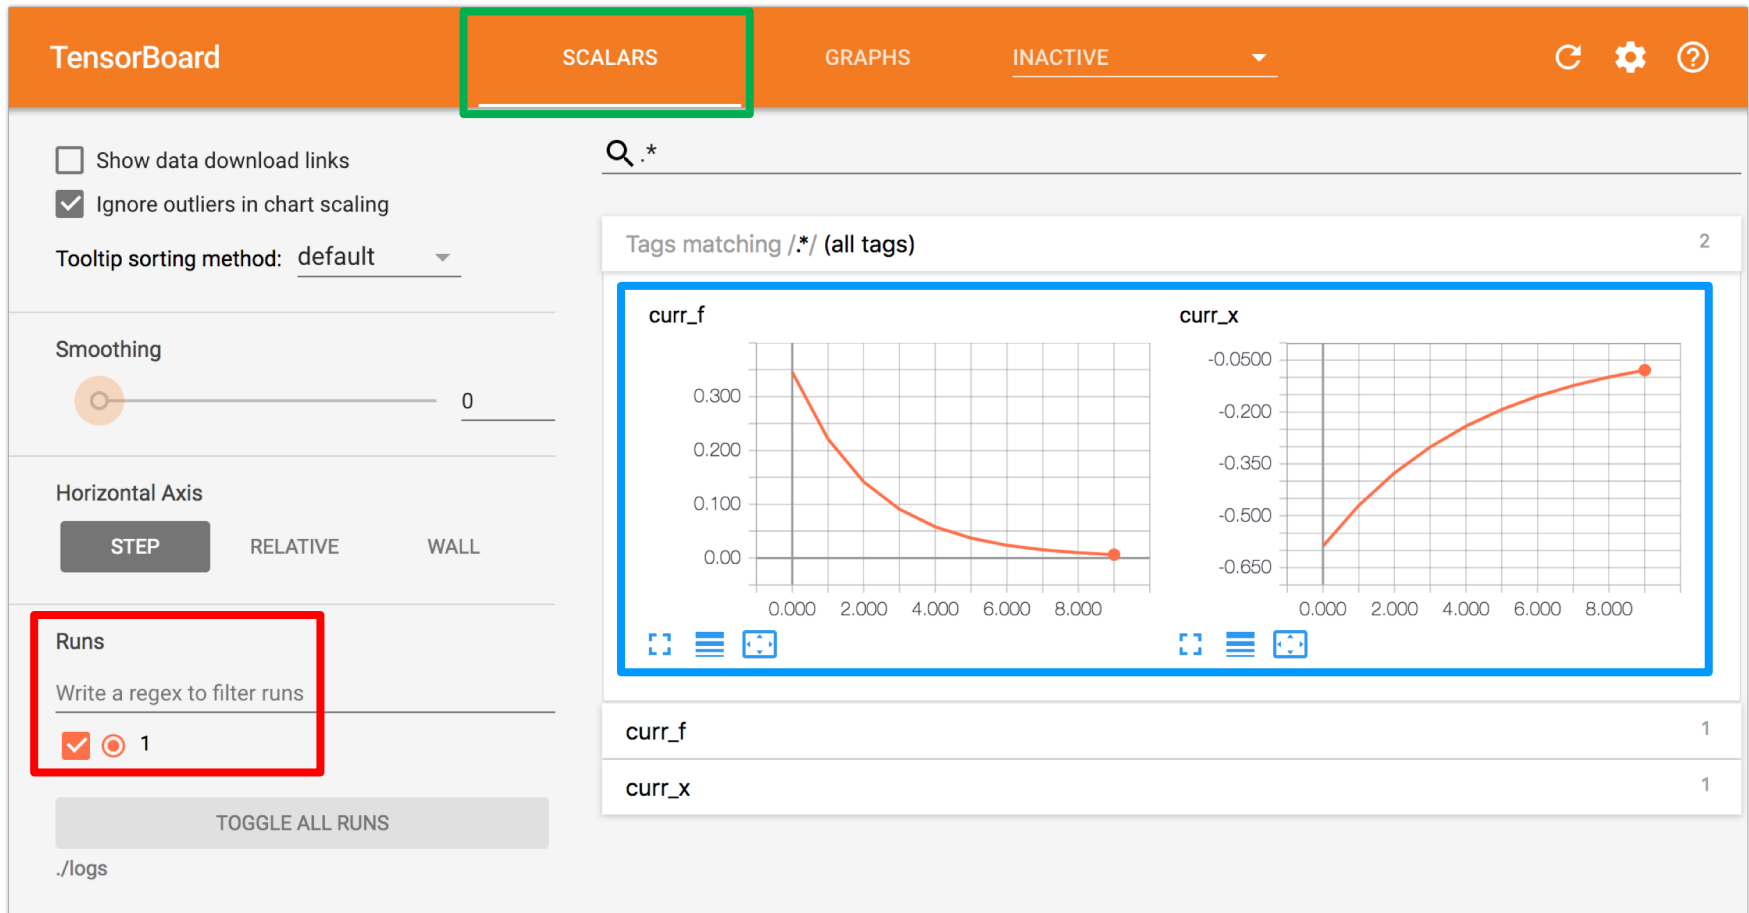 TensorBoard
SCALARS
GRAPHS
INACTIVE
Show data download links
Ignore outliers in chart scaling
Tooltip sorting method: default
Smoothing
0
Horizontal Axis
STEP
RELATIVE
WALL
Runs
Write a regex to filter runs
1
TOGGLE ALL RUNS
./logs
.*
Tags matching /.*/ (all tags)
2
curr_f
0.300
0.200
0.100
0.00
0.000 2.000 4.000 6.000 8.000
curr_x
-0.0500
-0.200
-0.350
-0.500
-0.650
0.000 2.000 4.000 6.000 8.000
curr_f
1
curr_x
1